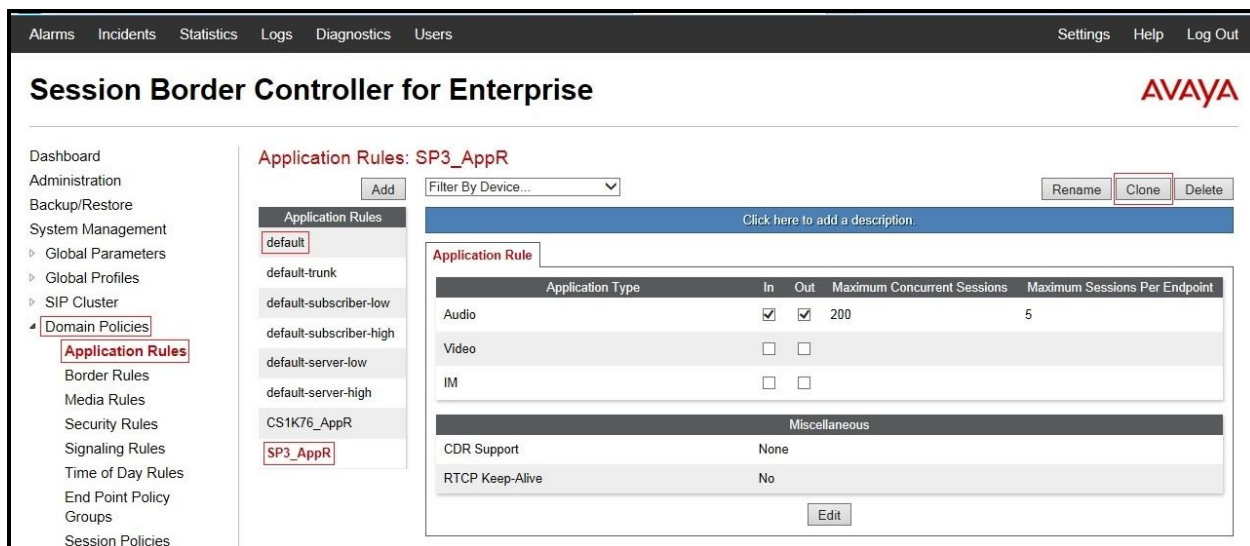 Alarms Incidents Statistics Logs Diagnostics Users Settings Help Log Out
Session Border Controller for Enterprise
AVAYA
Dashboard
Administration
Backup/Restore
System Management
Global Parameters
Global Profiles
SIP Cluster
Domain Policies
Application Rules
Border Rules
Media Rules
Security Rules
Signaling Rules
Time of Day Rules
End Point Policy
Groups
Session Policies
Application Rules: SP3_AppR
Add
Filter By Device...
Rename Clone Delete
Application Rules
default
default-trunk
default-subscriber-low
default-subscriber-high
default-server-low
default-server-high
CS1K76_AppR
SP3_AppR
Click here to add a description.
Application Rule
Application Type In Out Maximum Concurrent Sessions Maximum Sessions Per Endpoint
Audio 200 5
Video
IM
Miscellaneous
CDR Support None
RTCP Keep-Alive No
Edit